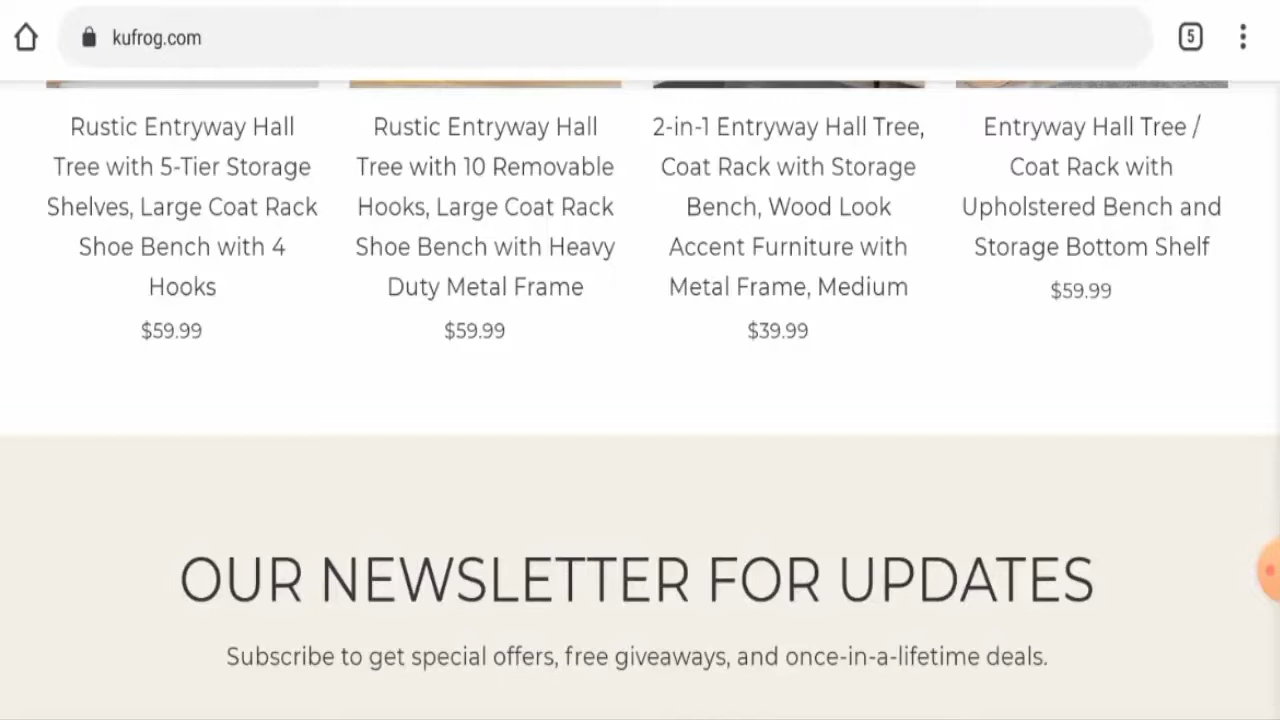 kufrog.com
5
Rustic Entryway Hall
Tree with 5-Tier Storage
Shelves, Large Coat Rack
Shoe Bench with 4
Hooks
$59.99
Rustic Entryway Hall
Tree with 10 Removable
Hooks, Large Coat Rack
Shoe Bench with Heavy
Duty Metal Frame
$59.99
2-in-1 Entryway Hall Tree,
Coat Rack with Storage
Bench, Wood Look
Accent Furniture with
Metal Frame, Medium
$39.99
Entryway Hall Tree /
Coat Rack with
Upholstered Bench and
Storage Bottom Shelf
$59.99
OUR NEWSLETTER FOR UPDATES
Subscribe to get special offers, free giveaways, and once-in-a-lifetime deals.